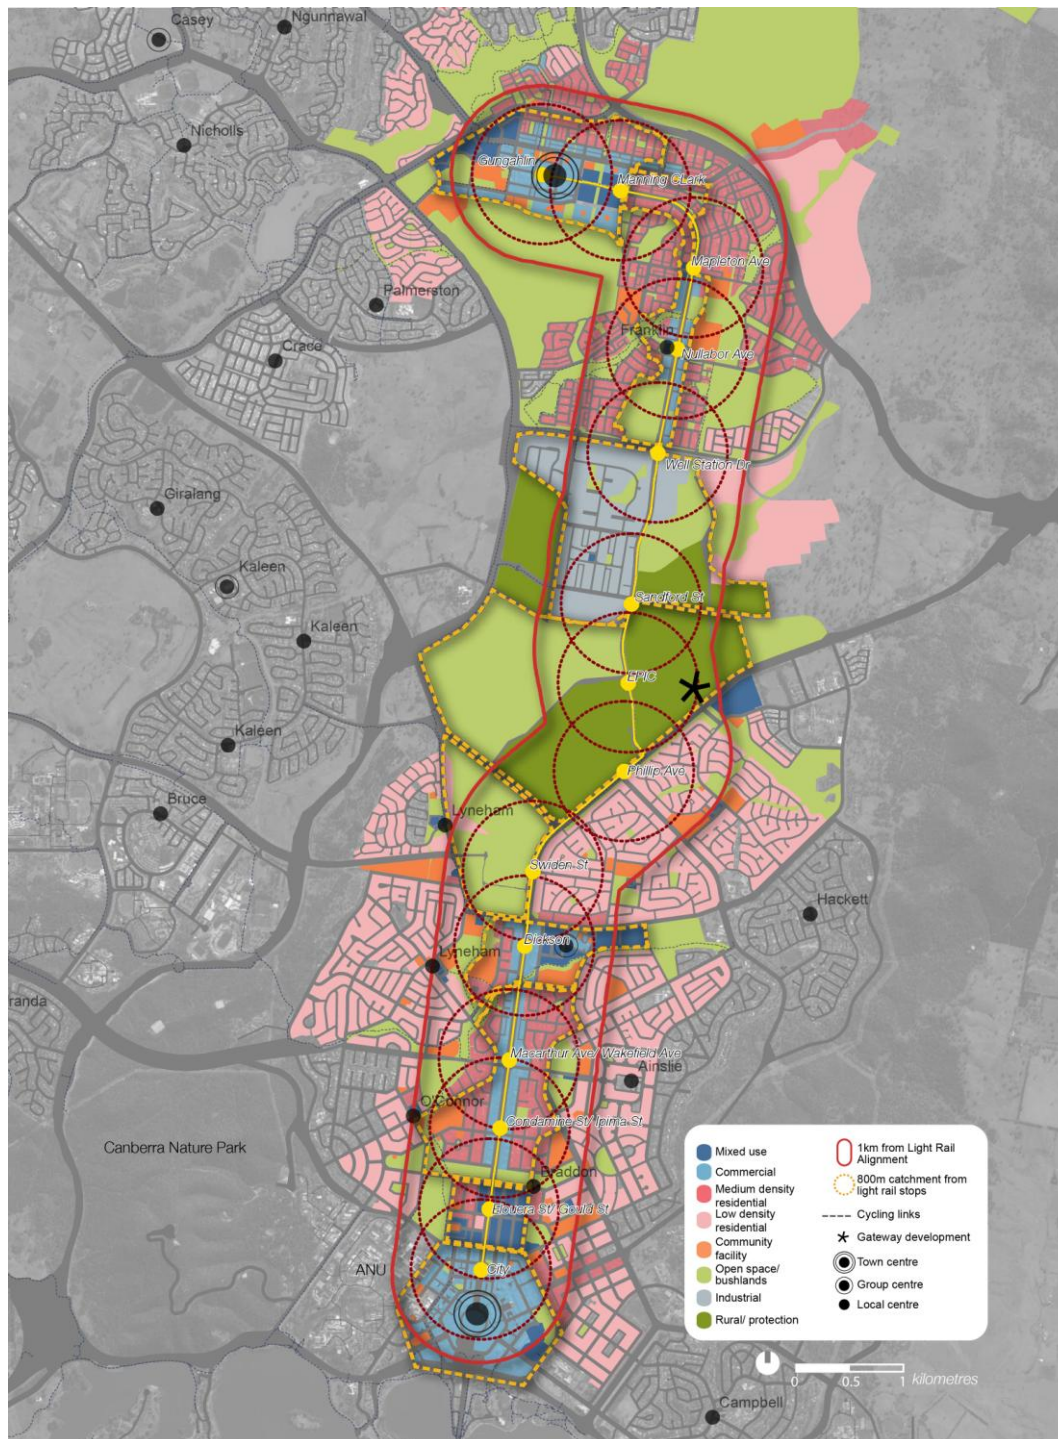 Casey
Ngunnawal
Nicholls
Gungahlin
Manning CLark
Mapleton Ave
Palmerston
Franklin
Nullabor Ave
Crace
Well Station Dr
Giralang
Kaleen
Sandford St
Kaleen
EPIC
Kaleen
Phillip Ave
Bruce
Lyneham
Swiden St
Hackett
Dickson
Lyneham
randa
Macarthur Ave/ Wakefield Ave
Ainslie
O'Connor
Condamine St/ Ipima St
Canberra Nature Park
Braddon
Elouera St/ Gould St
ANU
City
Mixed use
Commercial
Medium density
residential
Low density
residential
Community
facility
Open space/
bushlands
Industrial
Rural/ protection
1km from Light Rail
Alignment
800m catchment from
light rail stops
Cycling links
Gateway development
Town centre
Group centre
Local centre
0 0.5 1 kilometres
Campbell